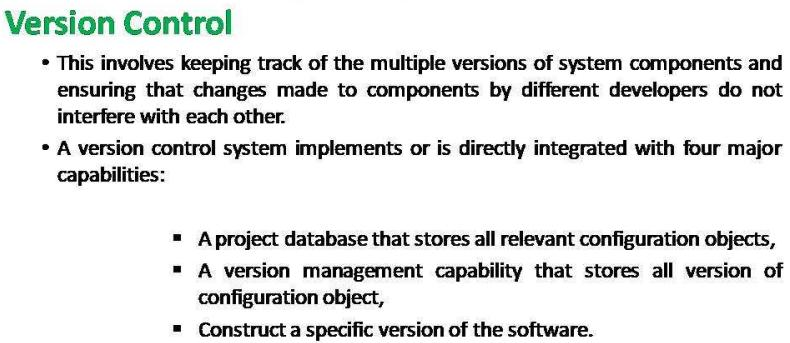 Version Control
• This involves keeping track of the multiple versions of system components and
ensuring that changes made to components by different developers do not
interfere with each other.
• A version control system implements or is directly integrated with four major
capabilities:
▪ A project database that stores all relevant configuration objects,
▪ A version management capability that stores all version of
configuration object,
▪ Construct a specific version of the software.